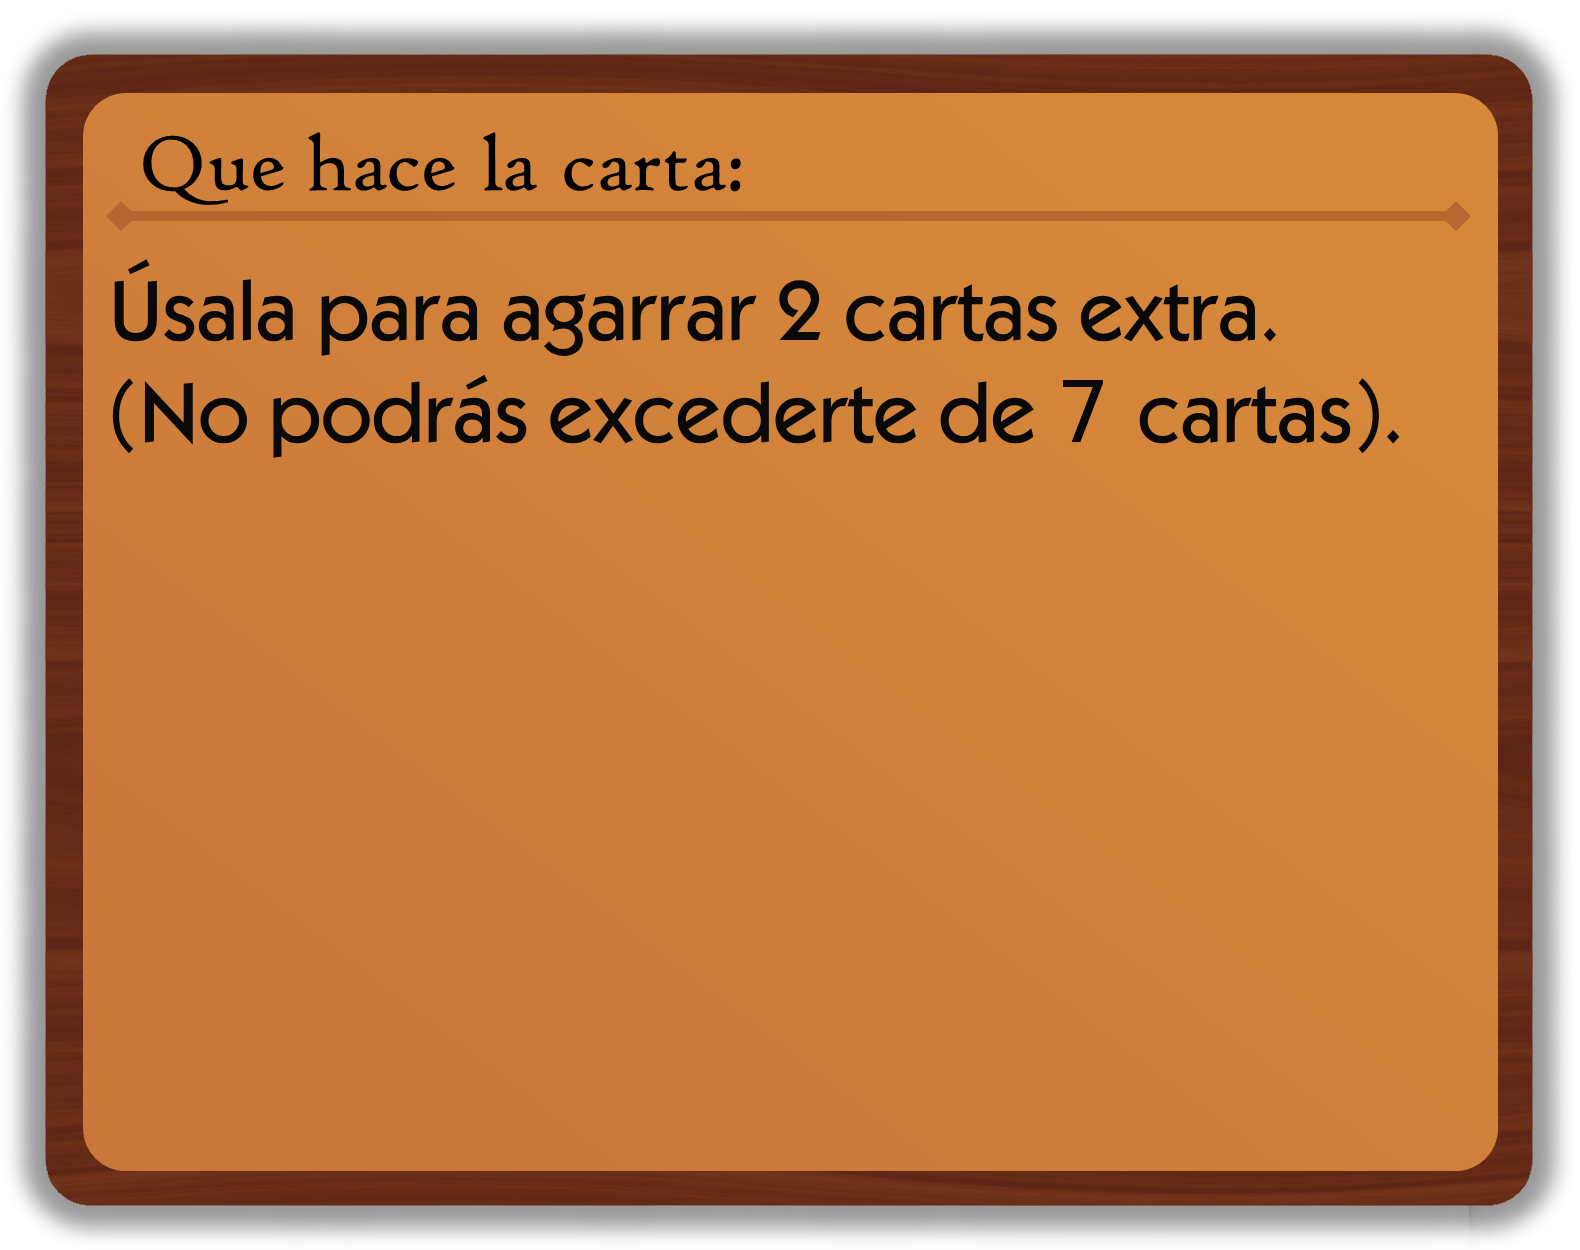 Que hace la carta:
Úsala para agarrar 2 cartas extra.
(No podrás excederte de 7 cartas).